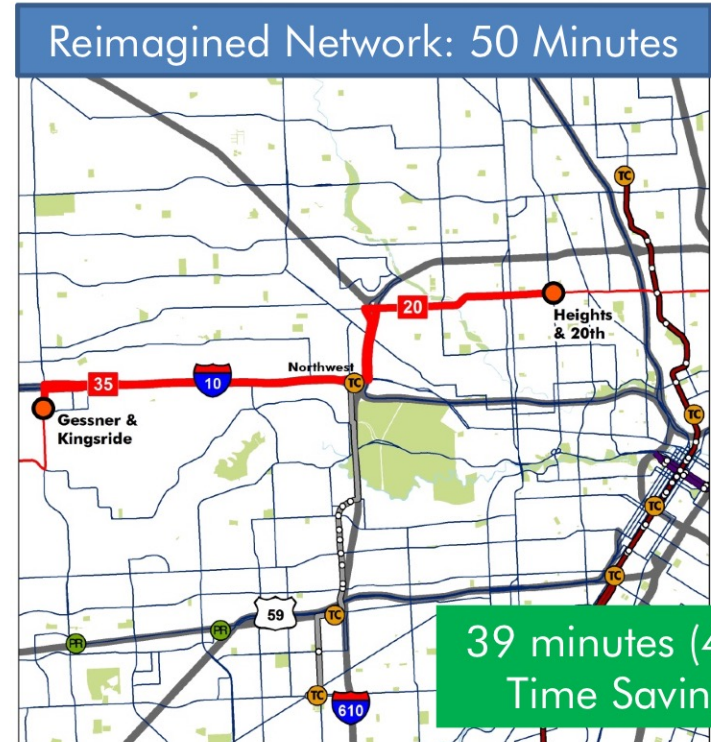 Reimagined Network: 50 Minutes
TC
20
Heights
& 20th
Northwest
TC
35
10
Gessner &
Kingsride
TC
TC
TC
59
TC
PR
PR
39 minutes (4
Time Savin
TC
610